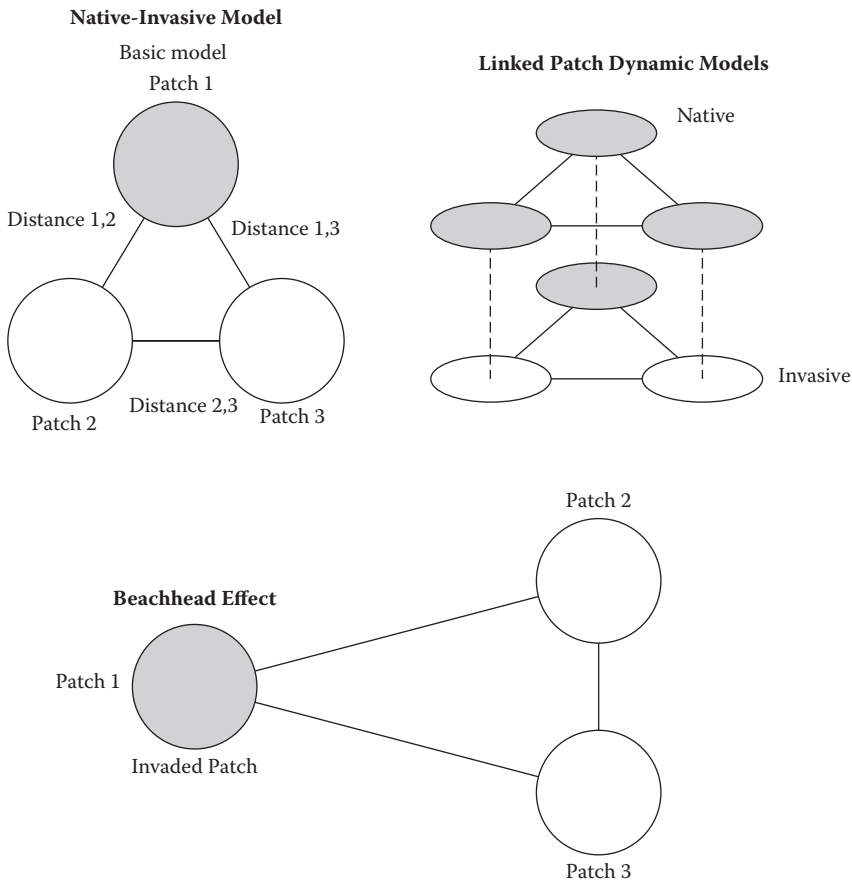 Native-Invasive Model
Basic model
Patch 1
Distance 1,2
Distance 1,3
Patch 2
Distance 2,3
Patch 3
Linked Patch Dynamic Models
Native
Invasive
Beachhead Effect
Patch 1
Invaded Patch
Patch 2
Patch 3